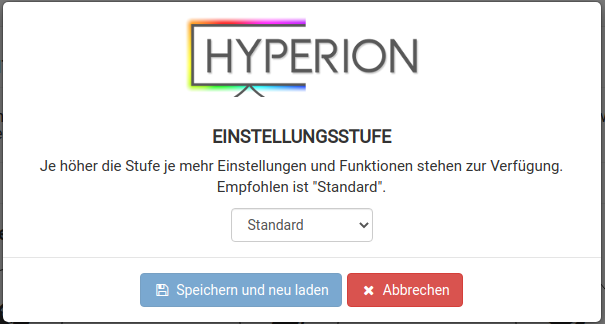 HYPERION
EINSTELLUNGSSTUFE
Je höher die Stufe je mehr Einstellungen und Funktionen stehen zur Verfügung.
Empfohlen ist "Standard".
Standard
Speichern und neu laden
Abbrechen